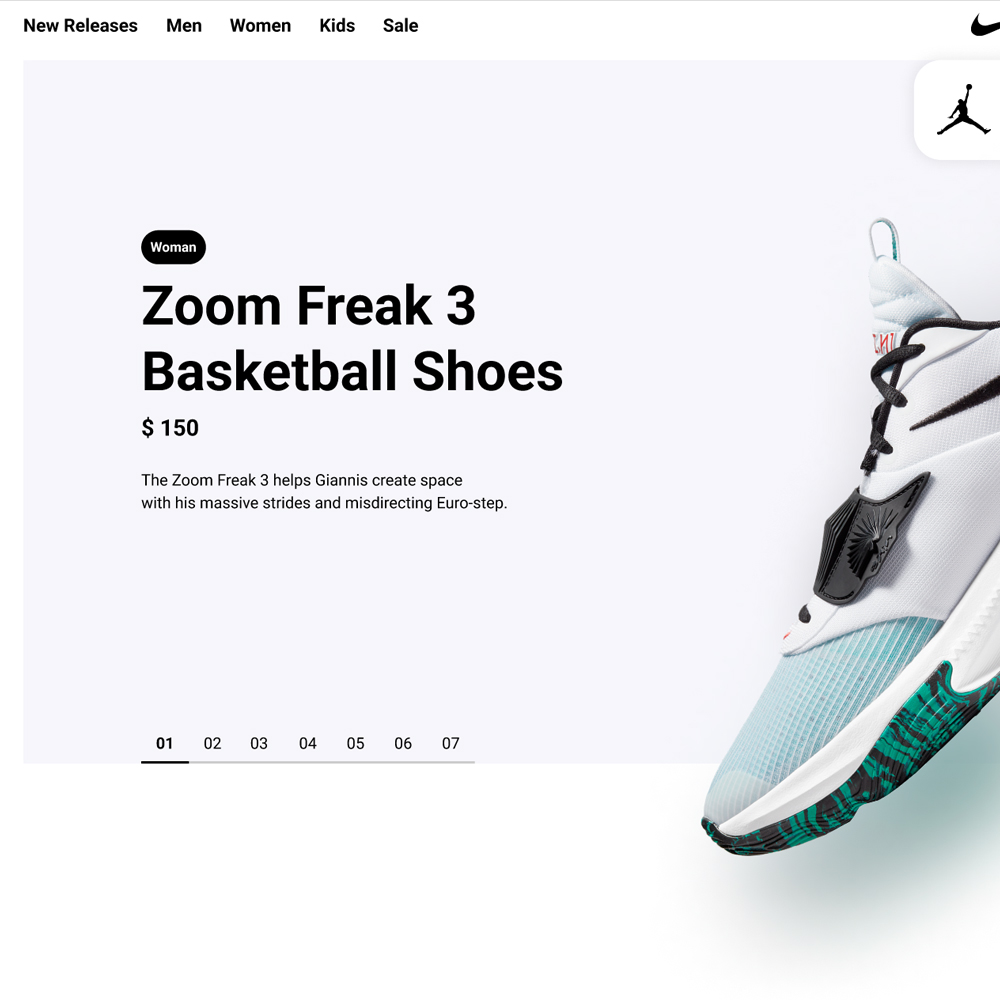 New Releases Men Women Kids Sale
Woman
Zoom Freak 3
Basketball Shoes
$ 150
The Zoom Freak 3 helps Giannis create space
with his massive strides and misdirecting Euro-step.
01 02 03 04 05 06 07